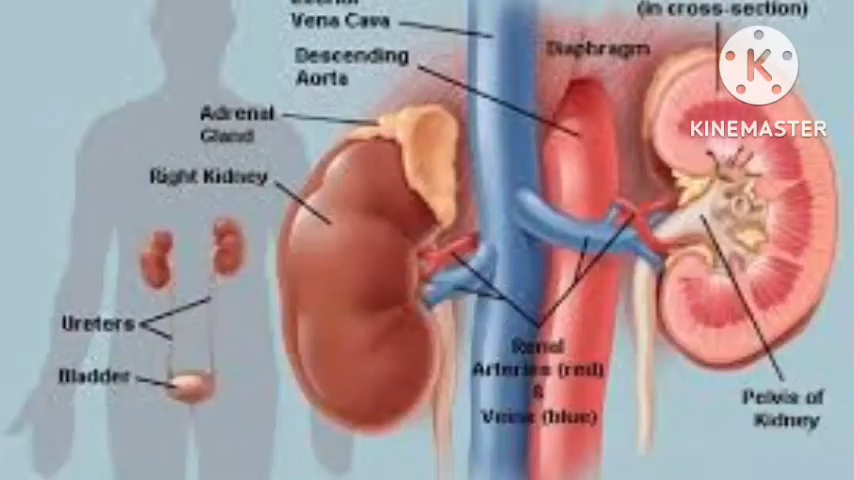 Vena Cava
(in cross-section)
Descending
Aorta
Diaphragm
Adrenal
Gland
K
KINEMASTER
Right Kidney
Ureters
Bladder
Renal
Arteries (red)
&
Veins (blue)
Pelvis of
Kidney